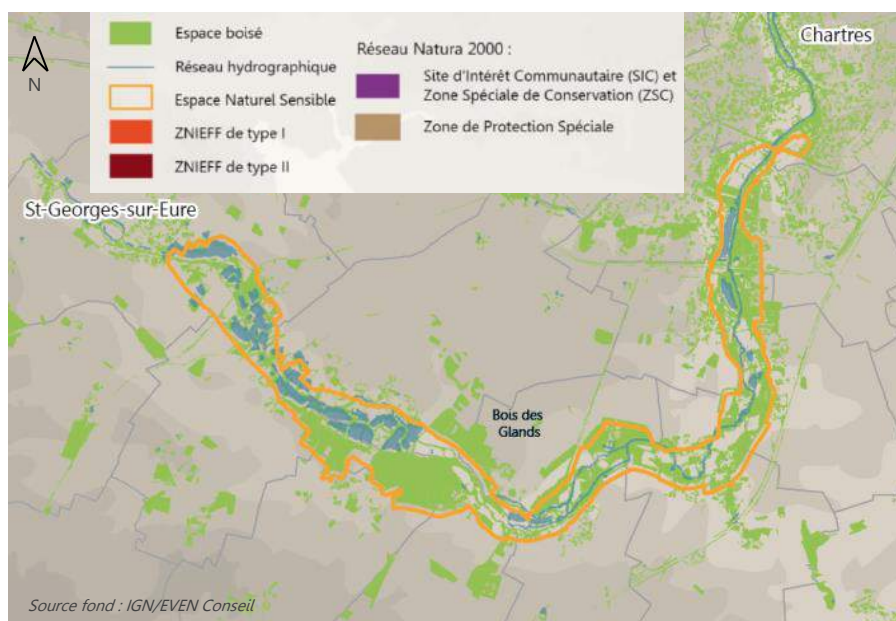 Espace boisé
Réseau hydrographique
Espace Naturel Sensible
ZNIEFF de type I
ZNIEFF de type II
Réseau Natura 2000 :
Site d'Intérêt Communautaire (SIC) et
Zone Spéciale de Conservation (ZSC)
Zone de Protection Spéciale
N
Chartres
St-Georges-sur-Eure
Bois des
Glands
Source fond : IGN/EVEN Conseil